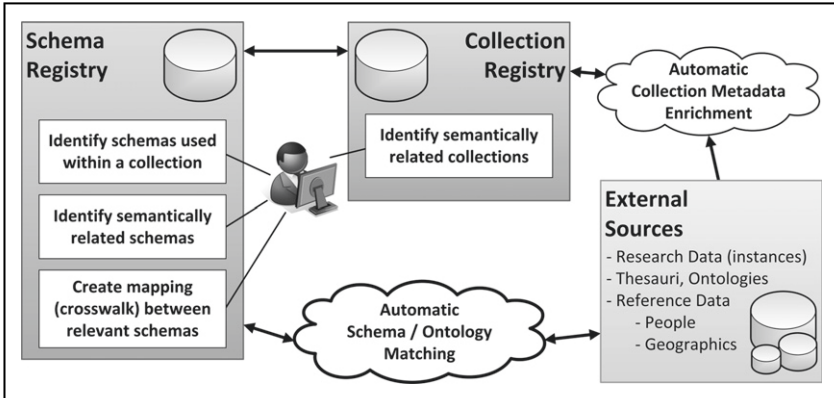 Schema
Registry
Identify schemas used
within a collection
Identify semantically
related schemas
Create mapping
(crosswalk) between
relevant schemas
Collection
Registry
Identify semantically
related collections
Automatic
Collection Metadata
Enrichment
Automatic
Schema / Ontology
Matching
External
Sources
- Research Data (instances)
- Thesauri, Ontologies
- Reference Data
- People
- Geographics